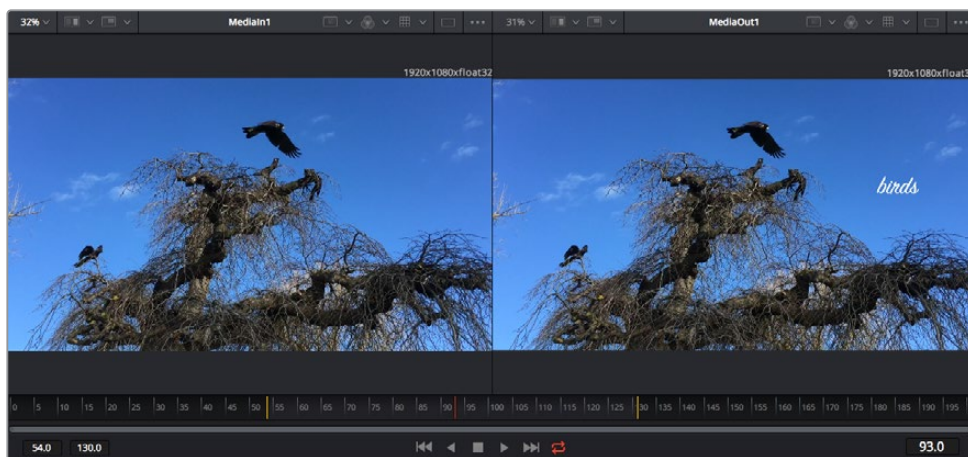 32% MediaIn1 31% MediaOut1
1920x1080xfloat32 1920x1080xfloat3
birds
0 5 10 15 20 25 30 35 40 45 50 55 60 65 70 75 80 85 90 95 100 105 110 115 120 125 130 135 140 145 150 155 160 165 170 175 180 185 190 195
54.0 130.0 93.0